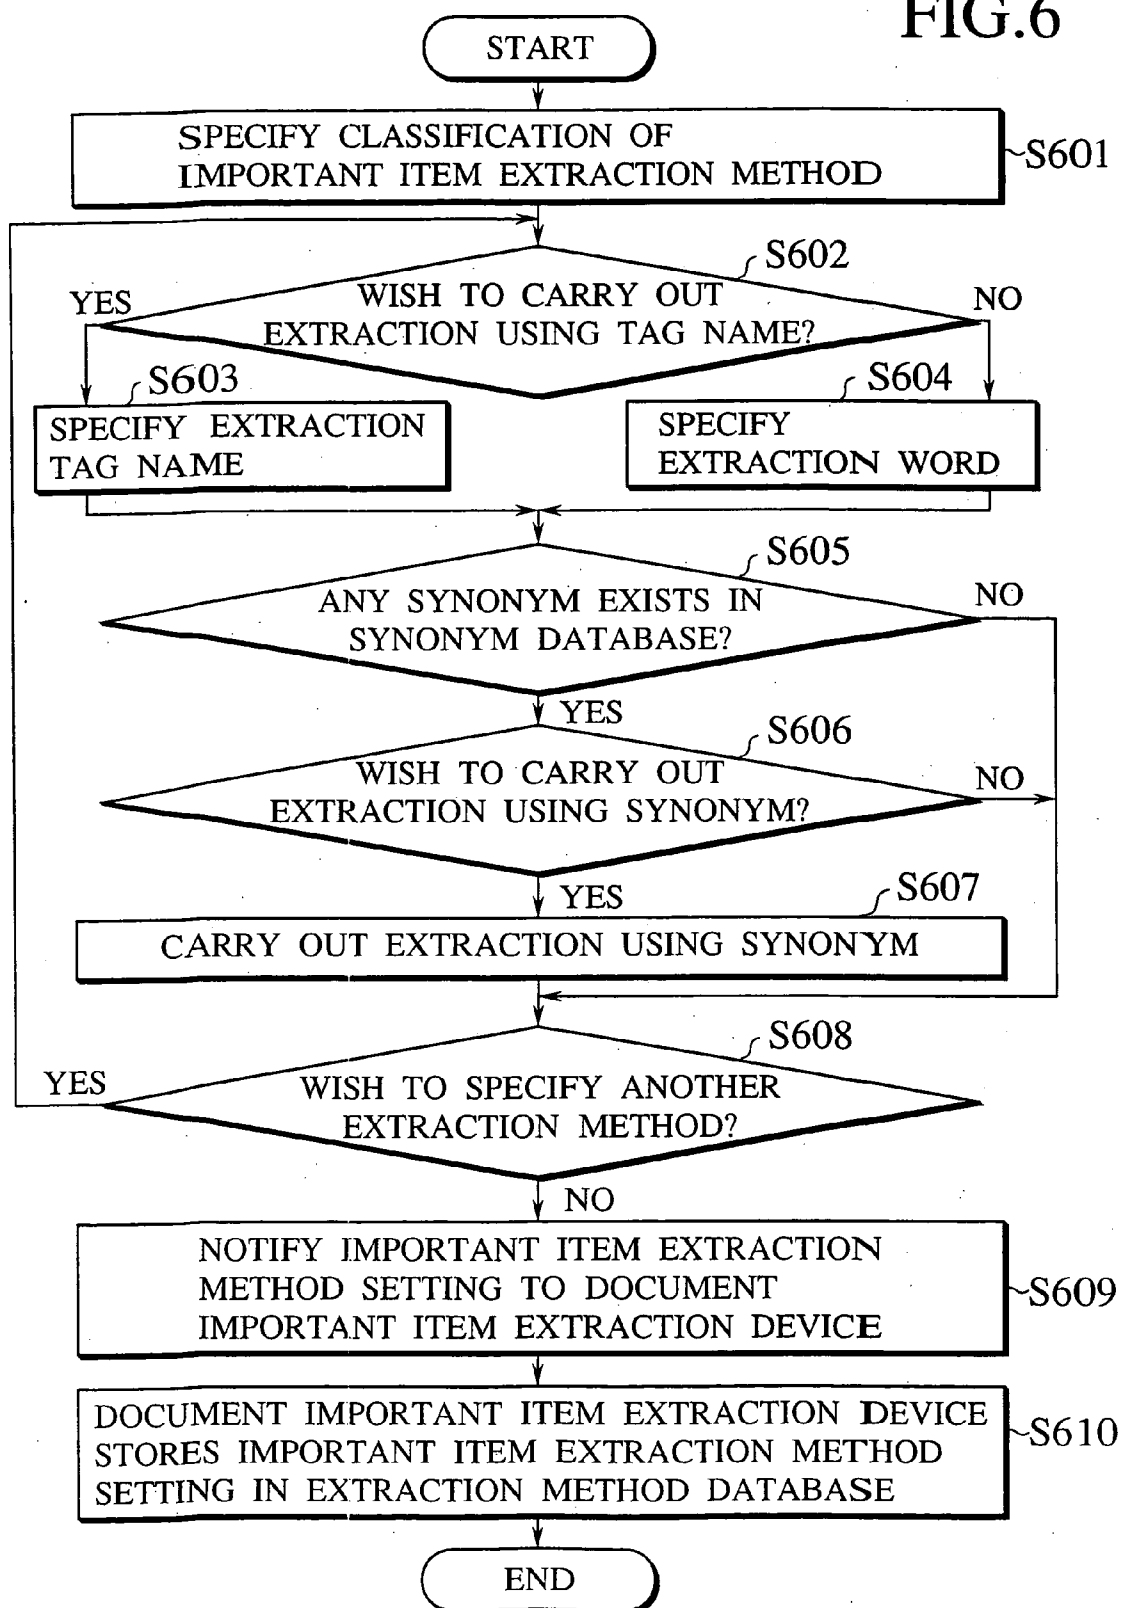 FIG.6
START
SPECIFY CLASSIFICATION OF
IMPORTANT ITEM EXTRACTION METHOD
S601
S602
WISH TO CARRY OUT
EXTRACTION USING TAG NAME?
YES
NO
S603
SPECIFY EXTRACTION
TAG NAME
S604
SPECIFY
EXTRACTION WORD
S605
ANY SYNONYM EXISTS IN
SYNONYM DATABASE?
NO
YES
S606
WISH TO CARRY OUT
EXTRACTION USING SYNONYM?
NO
YES
S607
CARRY OUT EXTRACTION USING SYNONYM
S608
WISH TO SPECIFY ANOTHER
EXTRACTION METHOD?
YES
NO
NOTIFY IMPORTANT ITEM EXTRACTION
METHOD SETTING TO DOCUMENT
IMPORTANT ITEM EXTRACTION DEVICE
S609
DOCUMENT IMPORTANT ITEM EXTRACTION DEVICE
STORES IMPORTANT ITEM EXTRACTION METHOD
SETTING IN EXTRACTION METHOD DATABASE
S610
END